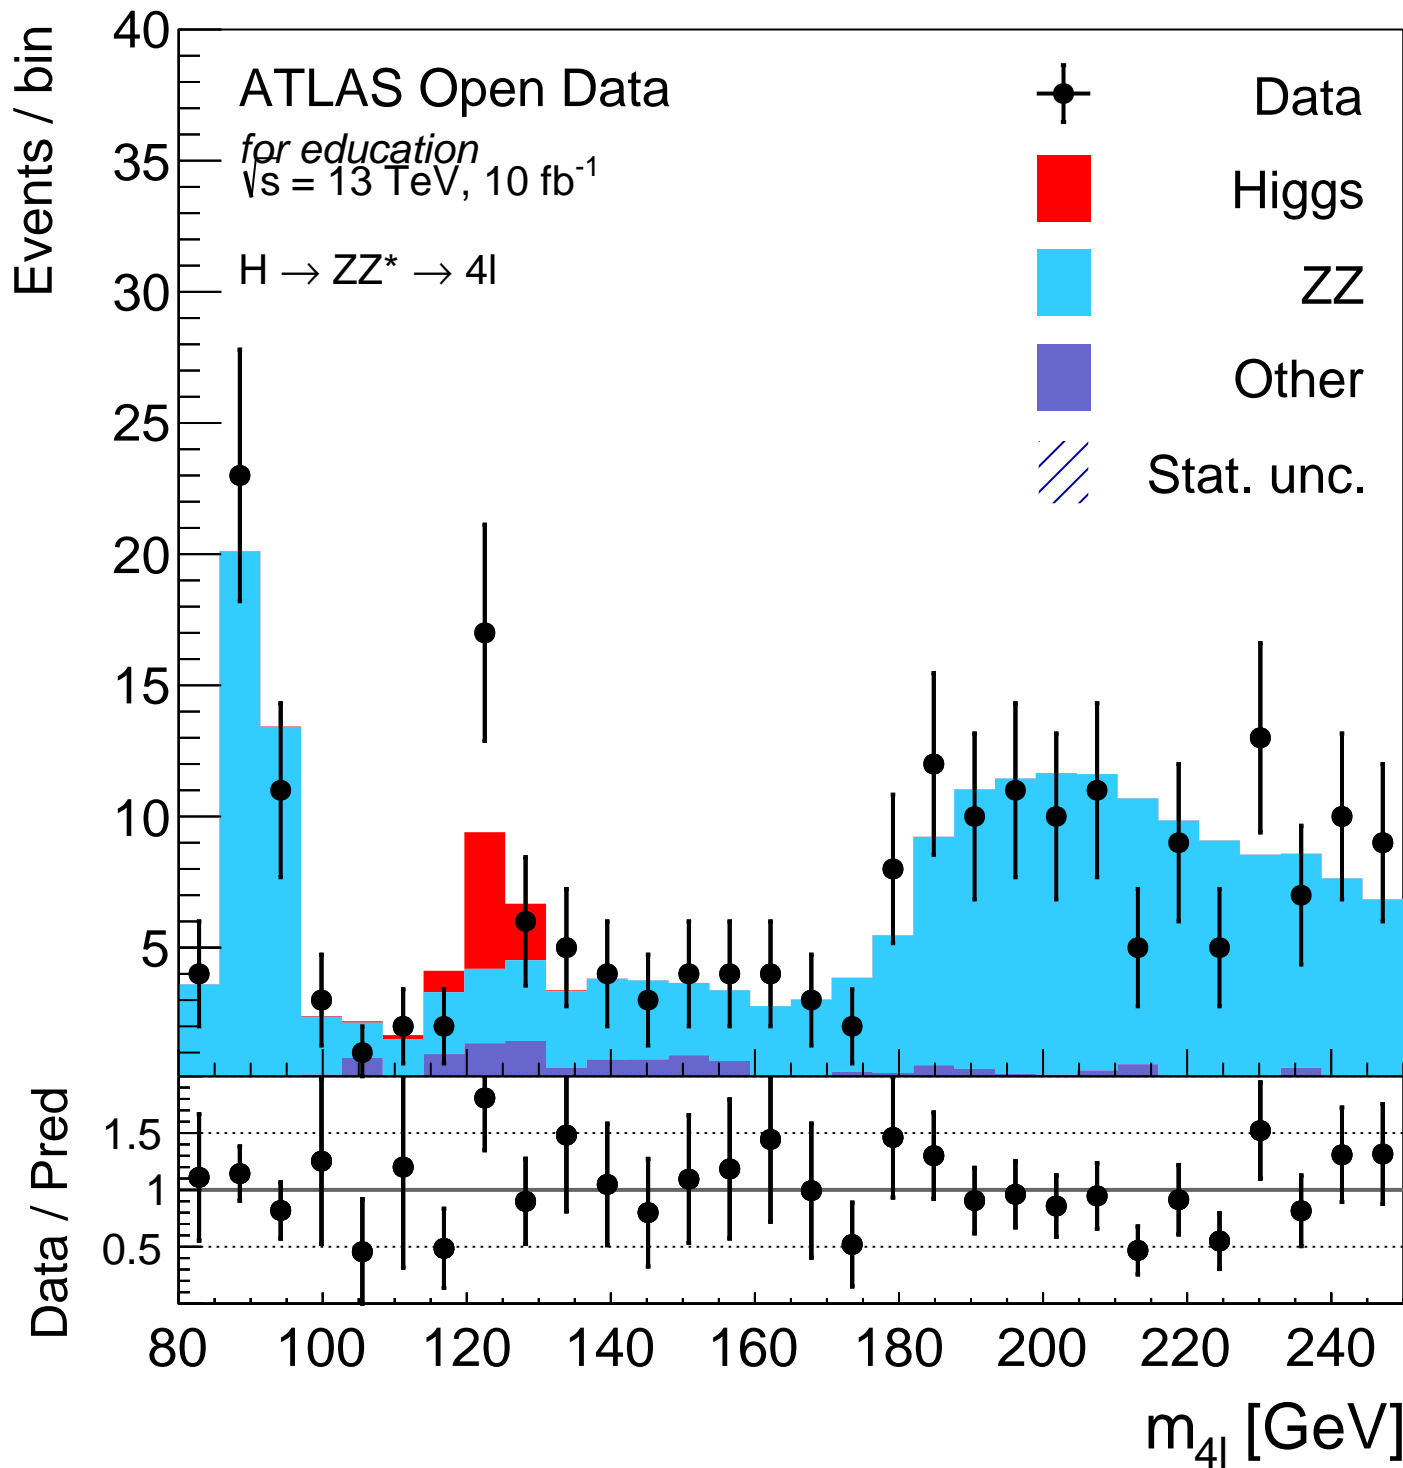 Events / bin
40
35
30
25
20
15
10
5
ATLAS Open Data
for education
√s = 13 TeV, 10 fb⁻¹
H → ZZ* → 4l
Data
Higgs
ZZ
Other
Stat. unc.
Data / Pred
1.5
1
0.5
80 100 120 140 160 180 200 220 240
m₄ₗ [GeV]